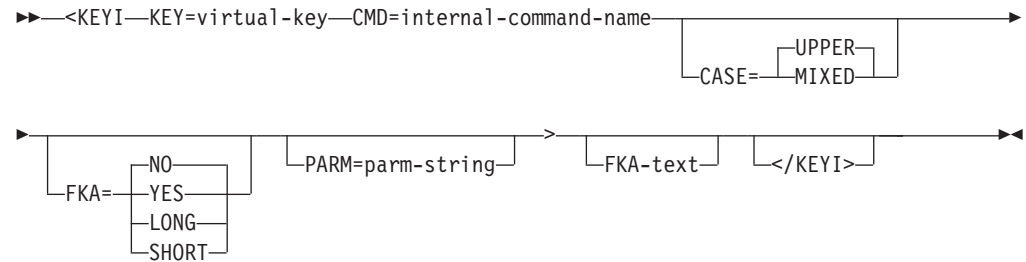 <KEYI KEY=virtual-key CMD=internal-command-name
UPPER
CASE= MIXED
NO
FKA= YES
LONG
SHORT
PARM=parm-string >
FKA-text
</KEYI>